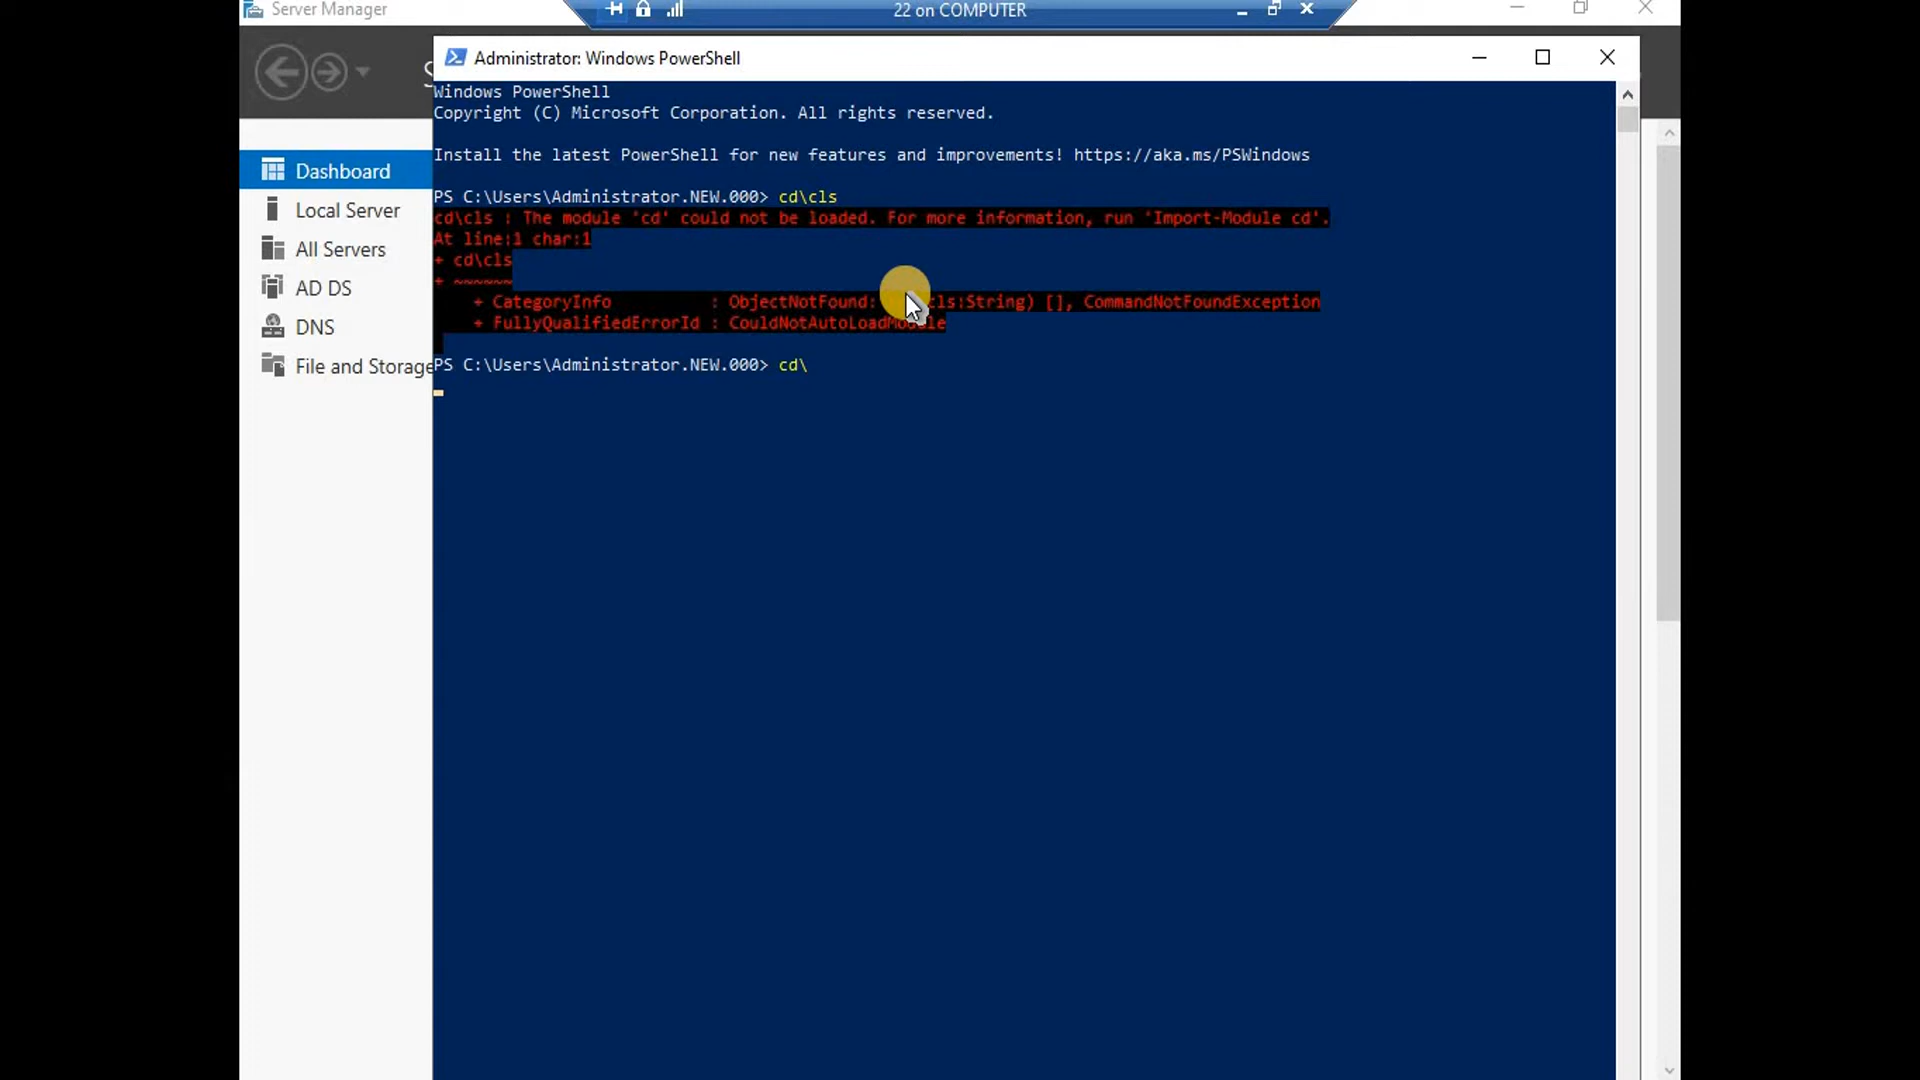 Server Manager
22 on COMPUTER
Administrator: Windows PowerShell
Dashboard
Local Server
All Servers
AD DS
DNS
File and Storage
Windows PowerShell
Copyright (C) Microsoft Corporation. All rights reserved.
Install the latest PowerShell for new features and improvements! https://aka.ms/PSWindows
PS C:\Users\Administrator.NEW.000> cd\cls
cd\cls : The module 'cd' could not be loaded. For more information, run 'Import-Module cd'.
At line:1 char:1
+ cd\cls
+ ~~~~~~
+ CategoryInfo : ObjectNotFound: cls:String) [], CommandNotFoundException
+ FullyQualifiedErrorId : CouldNotAutoLoadModule
PS C:\Users\Administrator.NEW.000> cd\